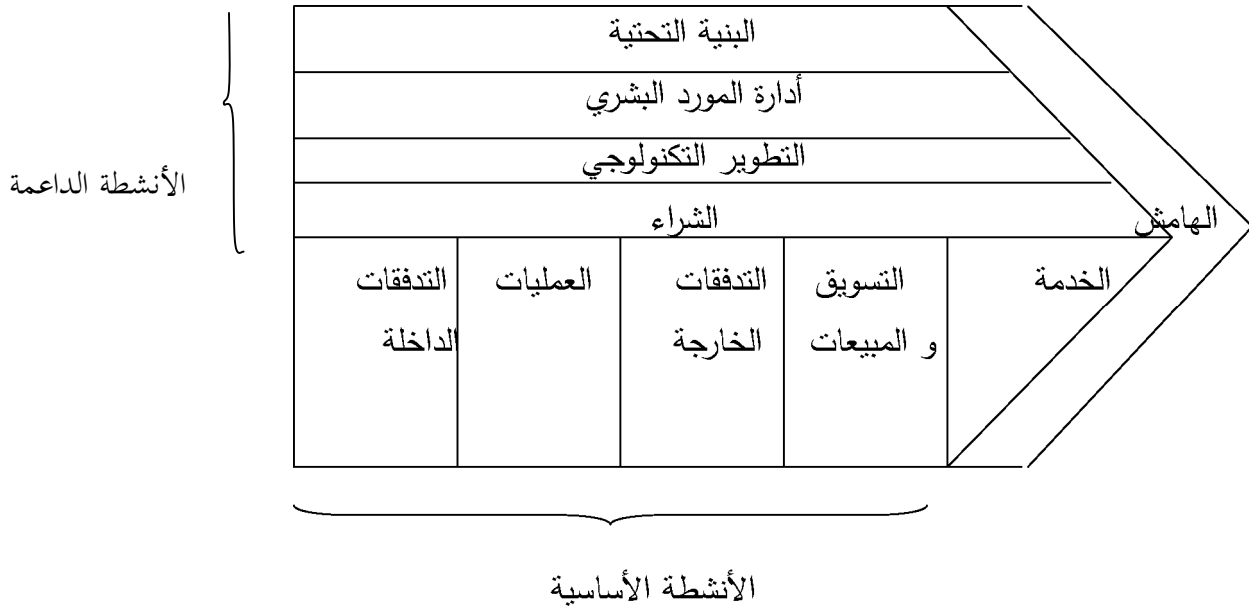 البنية التحتية
أدارة المورد البشري
التطوير التكنولوجي
الأنشطة الداعمة
الشراء
الهامش
التدفقات
الداخلة
العمليات
التدفقات
الخارجة
التسويق
و المبيعات
الخدمة
الأنشطة الأساسية